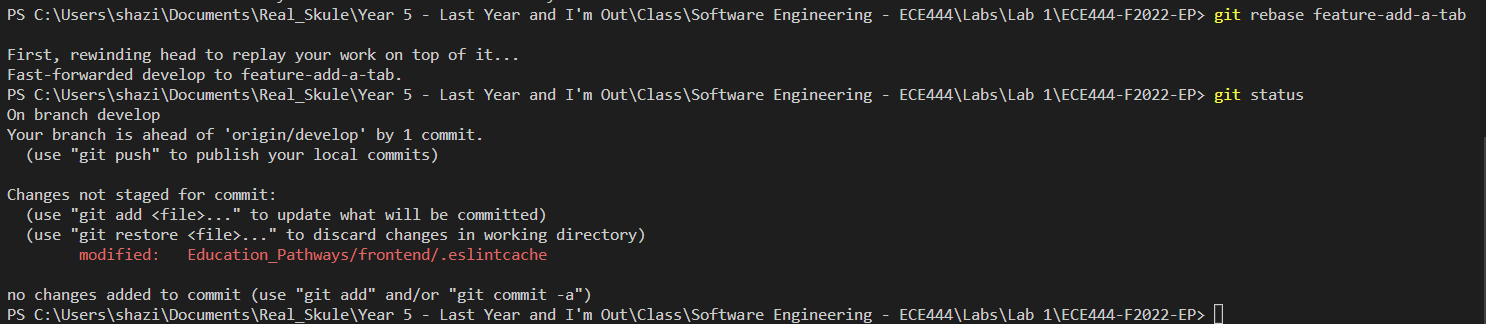 PS C:\Users\shazi\Documents\Real_Skule\Year 5 - Last Year and I'm Out\Class\Software Engineering - ECE444\Labs\Lab 1\ECE444-F2022-EP> git rebase feature-add-a-tab
First, rewinding head to replay your work on top of it...
Fast-forwarded develop to feature-add-a-tab.
PS C:\Users\shazi\Documents\Real_Skule\Year 5 - Last Year and I'm Out\Class\Software Engineering - ECE444\Labs\Lab 1\ECE444-F2022-EP> git status
On branch develop
Your branch is ahead of 'origin/develop' by 1 commit.
  (use "git push" to publish your local commits)
Changes not staged for commit:
  (use "git add <file>..." to update what will be committed)
  (use "git restore <file>..." to discard changes in working directory)
        modified:   Education_Pathways/frontend/.eslintcache
no changes added to commit (use "git add" and/or "git commit -a")
PS C:\Users\shazi\Documents\Real_Skule\Year 5 - Last Year and I'm Out\Class\Software Engineering - ECE444\Labs\Lab 1\ECE444-F2022-EP>